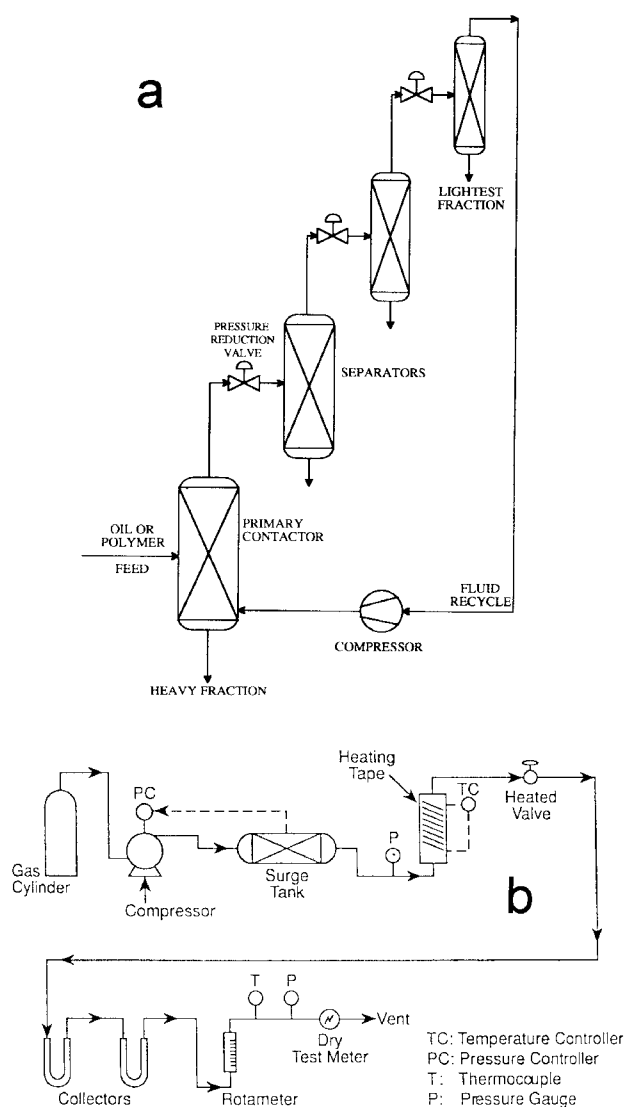 a
LIGHTEST
FRACTION
PRESSURE
REDUCTION
VALVE
SEPARATORS
OIL OR
POLYMER
FEED
PRIMARY
CONTACTOR
FLUID
RECYCLE
COMPRESSOR
HEAVY FRACTION
b
Heating
Tape
PC
TC
Heated
Valve
P
Gas
Cylinder
Surge
Tank
Compressor
T
P
Vent
Dry
Test Meter
Collectors
Rotameter
TC: Temperature Controller
PC: Pressure Controller
T: Thermocouple
P: Pressure Gauge